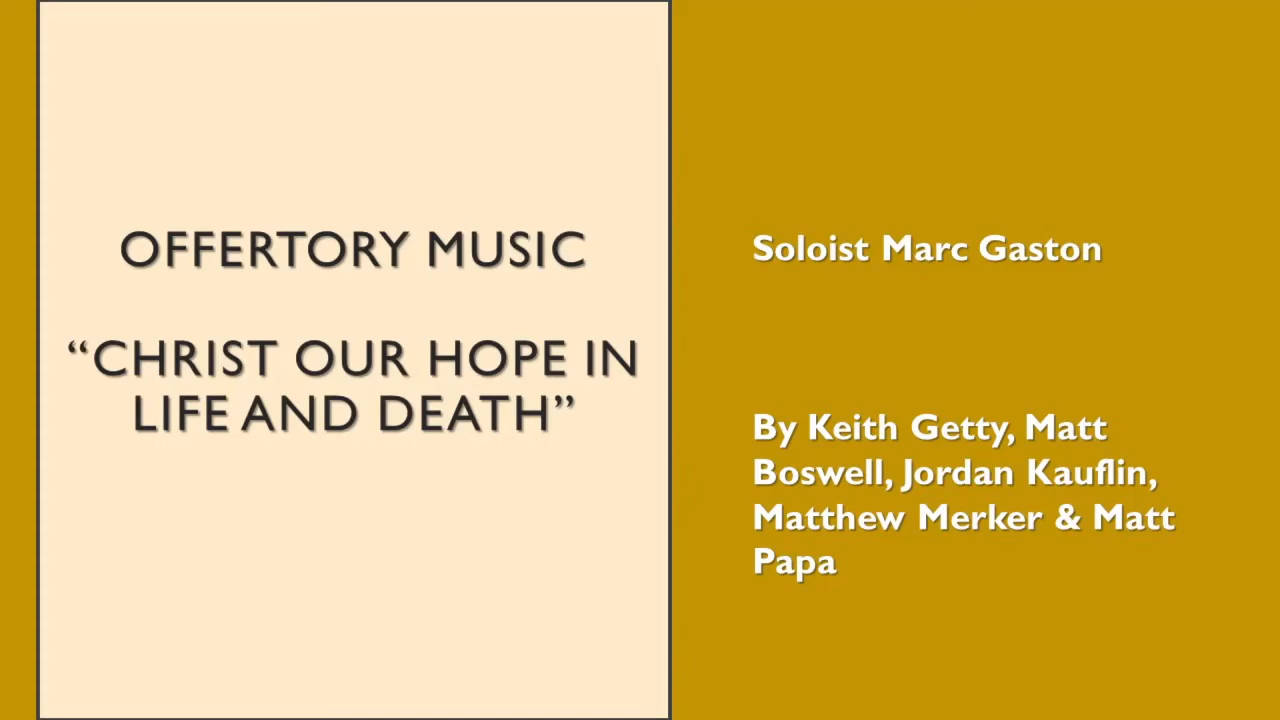 OFFERTORY MUSIC
“CHRIST OUR HOPE IN
LIFE AND DEATH”
Soloist Marc Gaston
By Keith Getty, Matt
Boswell, Jordan Kauflin,
Matthew Merker & Matt
Papa